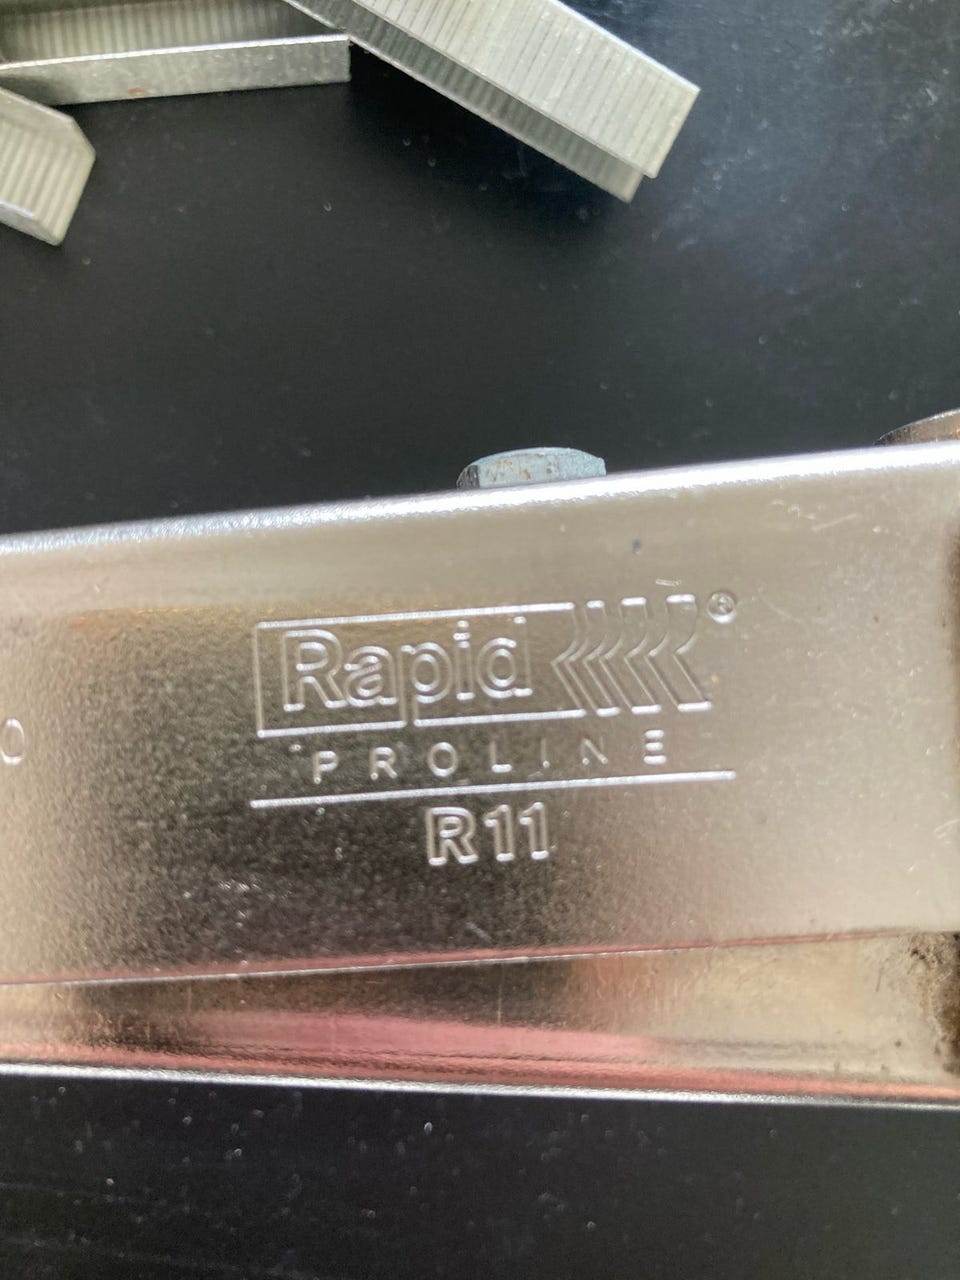 Rapid ®
PROLINE
R11